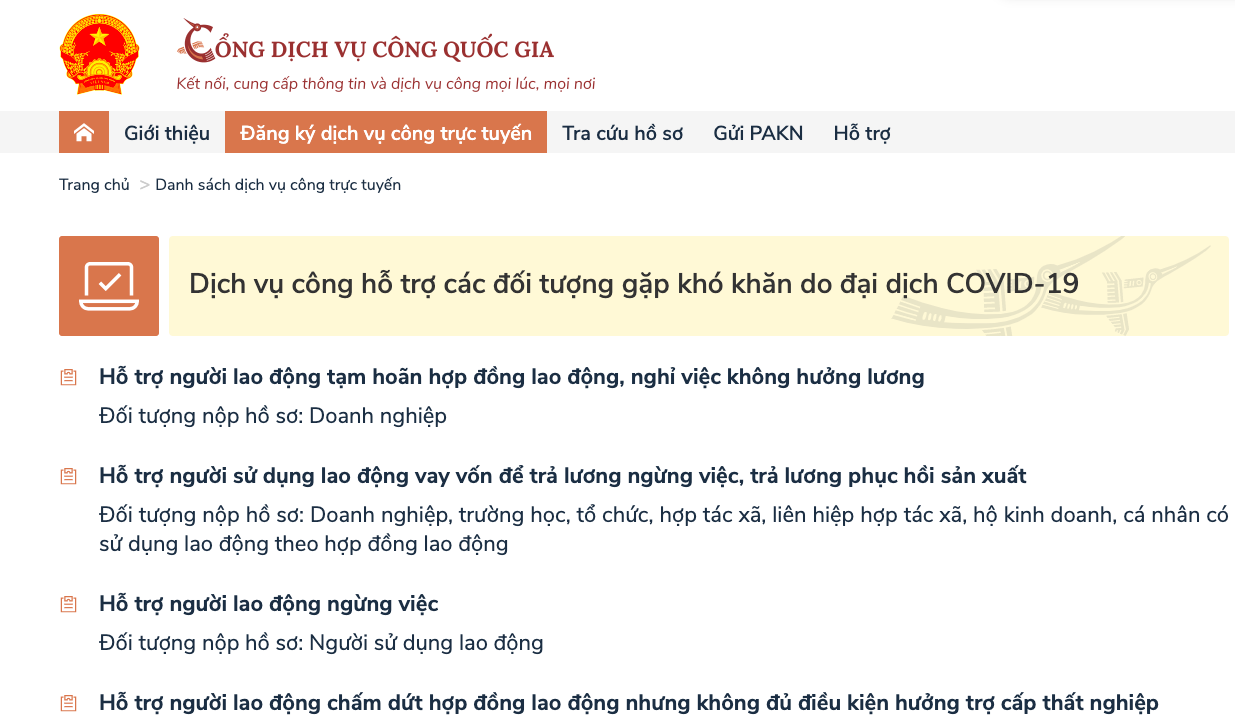 CỔNG DỊCH VỤ CÔNG QUỐC GIA
Kết nối, cung cấp thông tin và dịch vụ công mọi lúc, mọi nơi
Giới thiệu Đăng ký dịch vụ công trực tuyến Tra cứu hồ sơ Gửi PAKN Hỗ trợ
Trang chủ > Danh sách dịch vụ công trực tuyến
Dịch vụ công hỗ trợ các đối tượng gặp khó khăn do đại dịch COVID-19
Hỗ trợ người lao động tạm hoãn hợp đồng lao động, nghỉ việc không hưởng lương
Đối tượng nộp hồ sơ: Doanh nghiệp
Hỗ trợ người sử dụng lao động vay vốn để trả lương ngừng việc, trả lương phục hồi sản xuất
Đối tượng nộp hồ sơ: Doanh nghiệp, trường học, tổ chức, hợp tác xã, liên hiệp hợp tác xã, hộ kinh doanh, cá nhân có
sử dụng lao động theo hợp đồng lao động
Hỗ trợ người lao động ngừng việc
Đối tượng nộp hồ sơ: Người sử dụng lao động
Hỗ trợ người lao động chấm dứt hợp đồng lao động nhưng không đủ điều kiện hưởng trợ cấp thất nghiệp